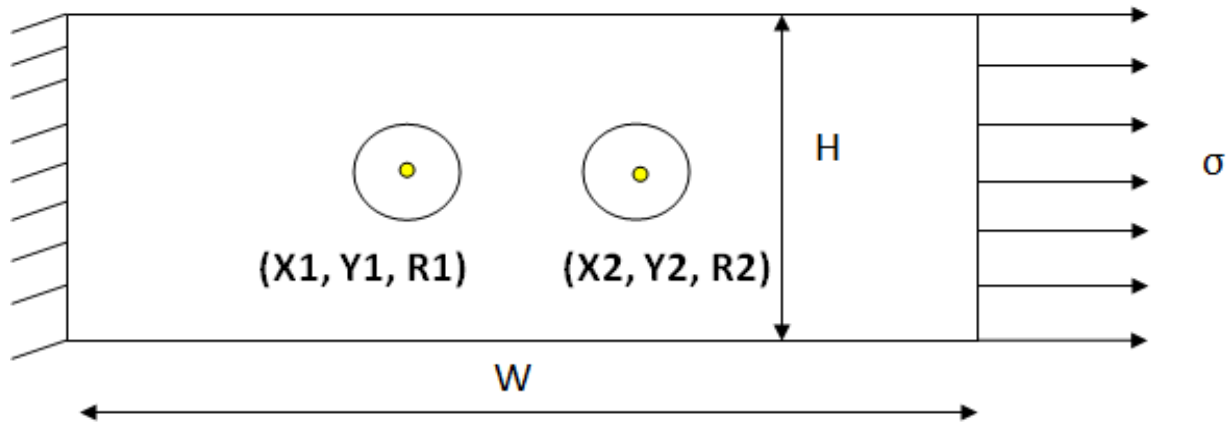 H
σ
(X1, Y1, R1) (X2, Y2, R2)
W